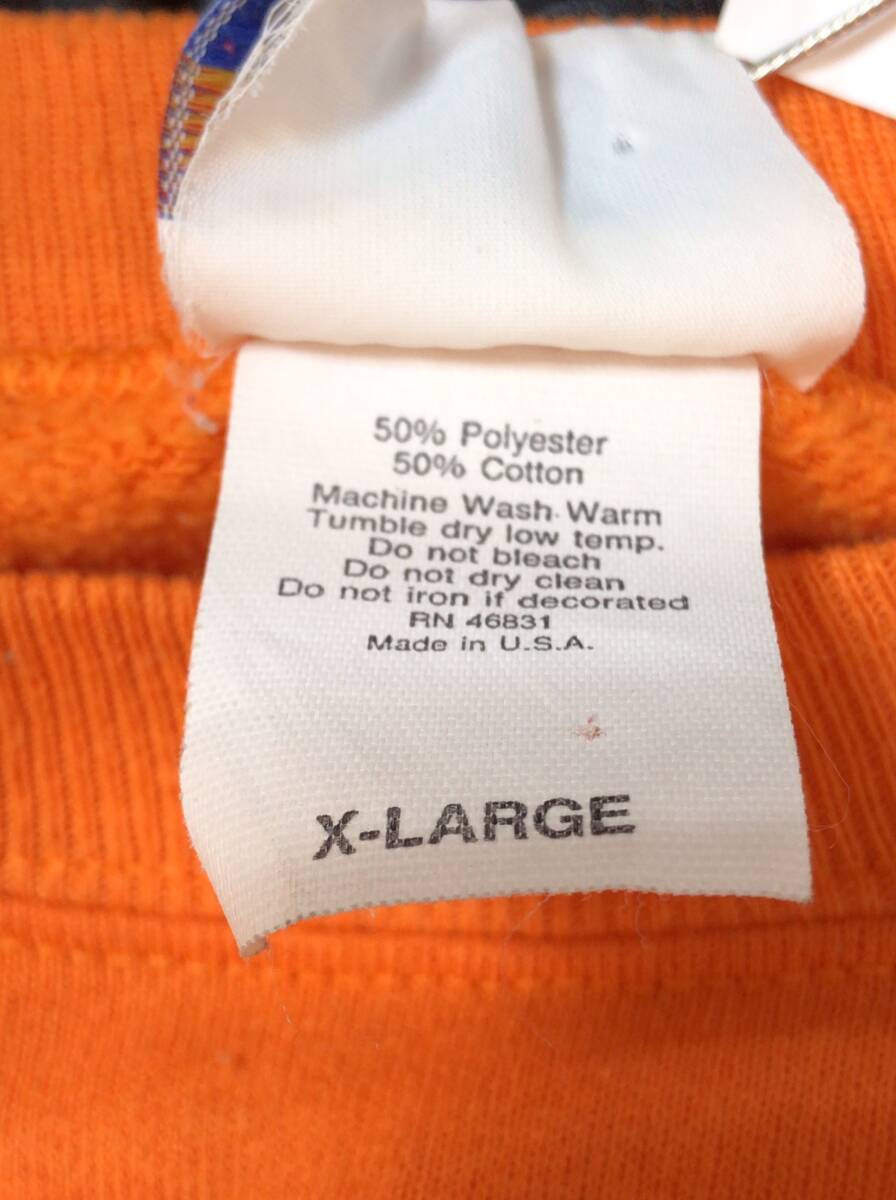 50% Polyester
50% Cotton
Machine Wash Warm
Tumble dry low temp.
Do not bleach
Do not dry clean
Do not iron if decorated
RN 46831
Made in U.S.A.
X-LARGE